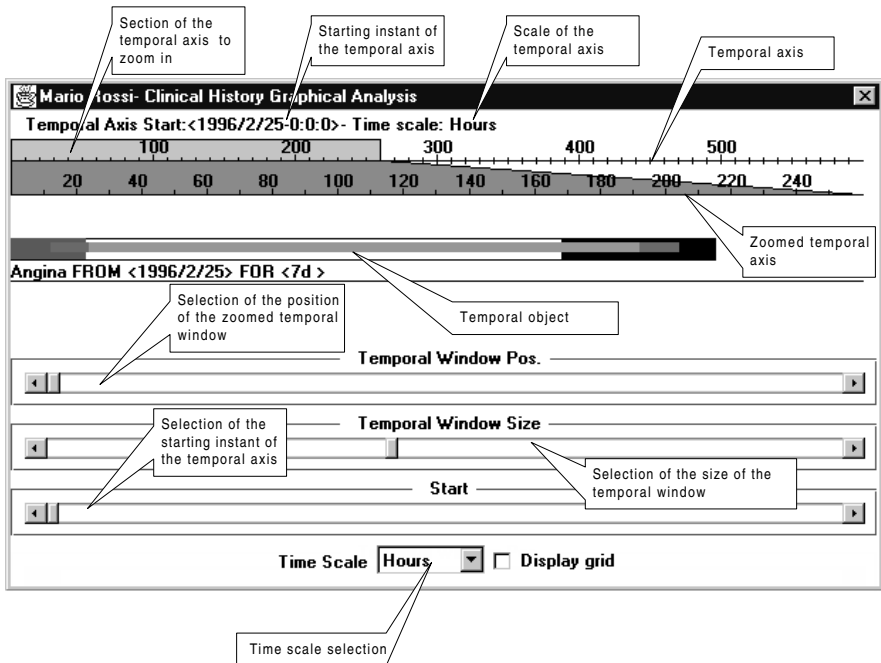 Section of the
temporal axis to
zoom in
Starting instant of
the temporal axis
Scale of the
temporal axis
Temporal axis
Mario Rossi- Clinical History Graphical Analysis
Temporal Axis Start:<1996/2/25-0:0:0>- Time scale: Hours
100 200 300 400 500
20 40 60 80 100 120 140 160 180 200 220 240
Zoomed temporal
axis
Angina FROM <1996/2/25> FOR <7d >
Selection of the position
of the zoomed temporal
window
Temporal object
Temporal Window Pos.
Temporal Window Size
Selection of the
starting instant of
the temporal axis
Selection of the size of the
temporal window
Start
Time Scale Hours Display grid
Time scale selection